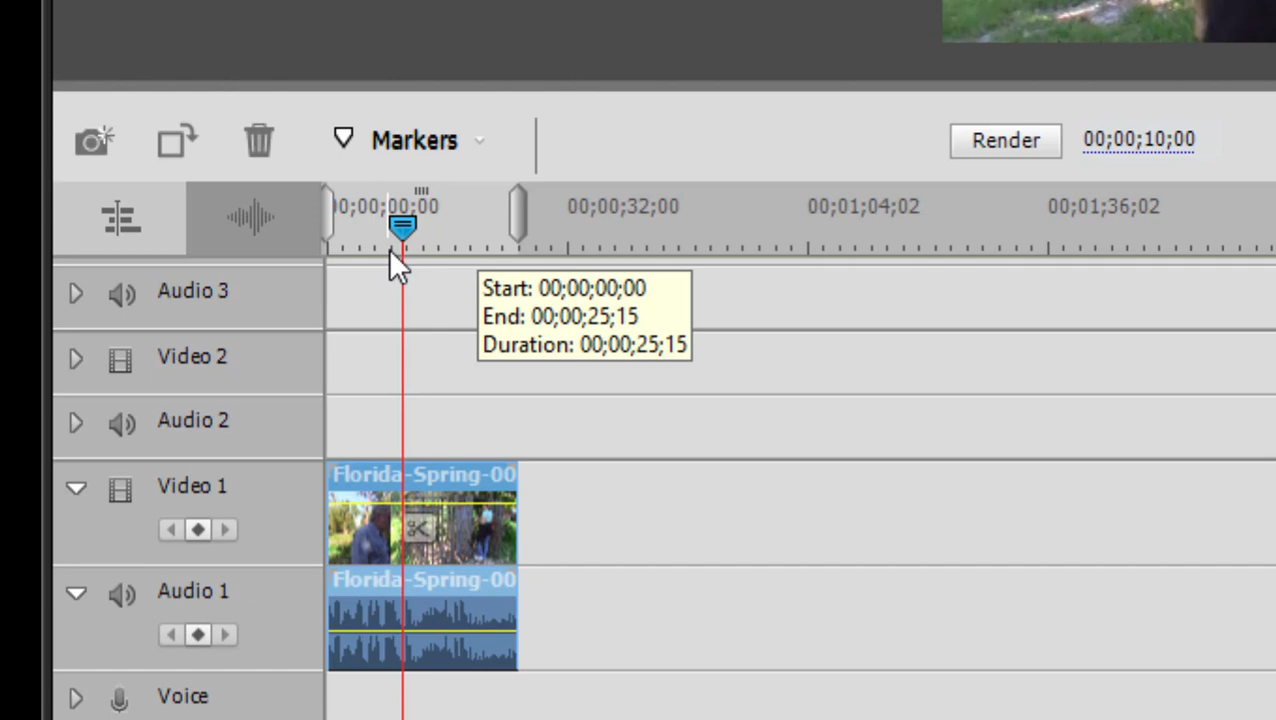 Markers
Render
00;00;10;00
00;00;00;00
00;00;32;00
00;01;04;02
00;01;36;02
Start: 00;00;00;00
End: 00;00;25;15
Duration: 00;00;25;15
Audio 3
Video 2
Audio 2
Video 1
Florida-Spring-00
Audio 1
Florida-Spring-00
Voice